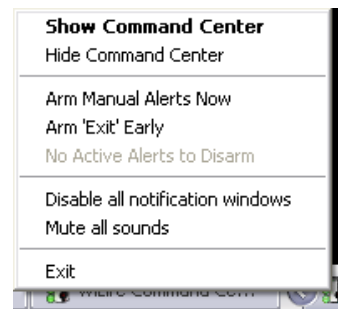 Show Command Center
Hide Command Center
Arm Manual Alerts Now
Arm 'Exit' Early
No Active Alerts to Disarm
Disable all notification windows
Mute all sounds
Exit
Command